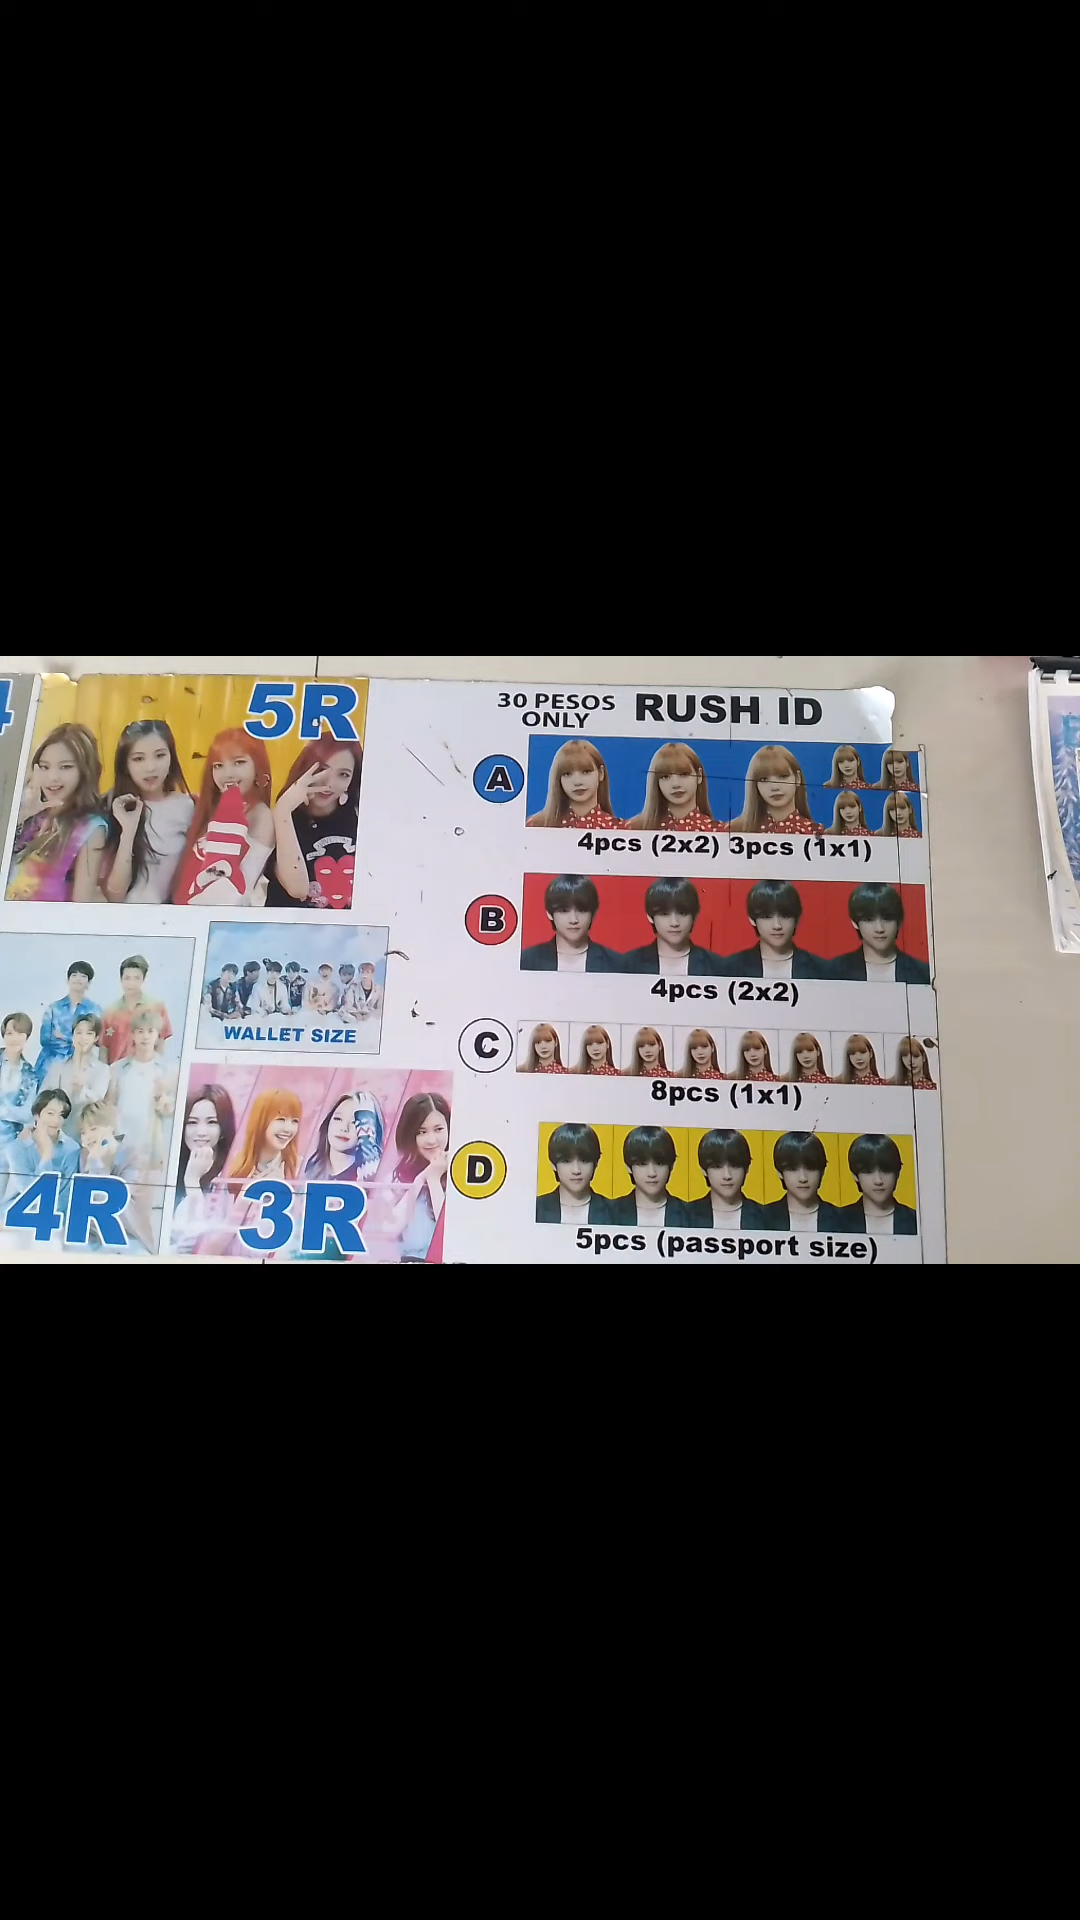 4
5R
WALLET SIZE
4R
3R
30 PESOS
ONLY
RUSH ID
A
4pcs (2x2) 3pcs (1x1)
B
4pcs (2x2)
C
8pcs (1x1)
D
5pcs (passport size)